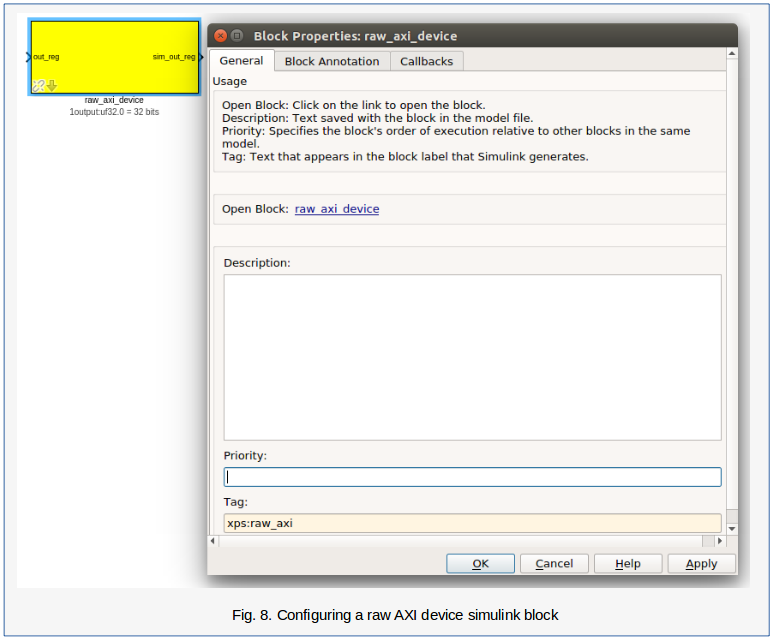 Block Properties: raw_axi_device
out_reg
sim_out_reg
raw_axi_device
1output:uf32.0 = 32 bits
General
Block Annotation
Callbacks
Usage
Open Block: Click on the link to open the block.
Description: Text saved with the block in the model file.
Priority: Specifies the block's order of execution relative to other blocks in the same
model.
Tag: Text that appears in the block label that Simulink generates.
Open Block: raw_axi_device
Description:
Priority:
Tag:
xps:raw_axi
OK
Cancel
Help
Apply
Fig. 8. Configuring a raw AXI device simulink block